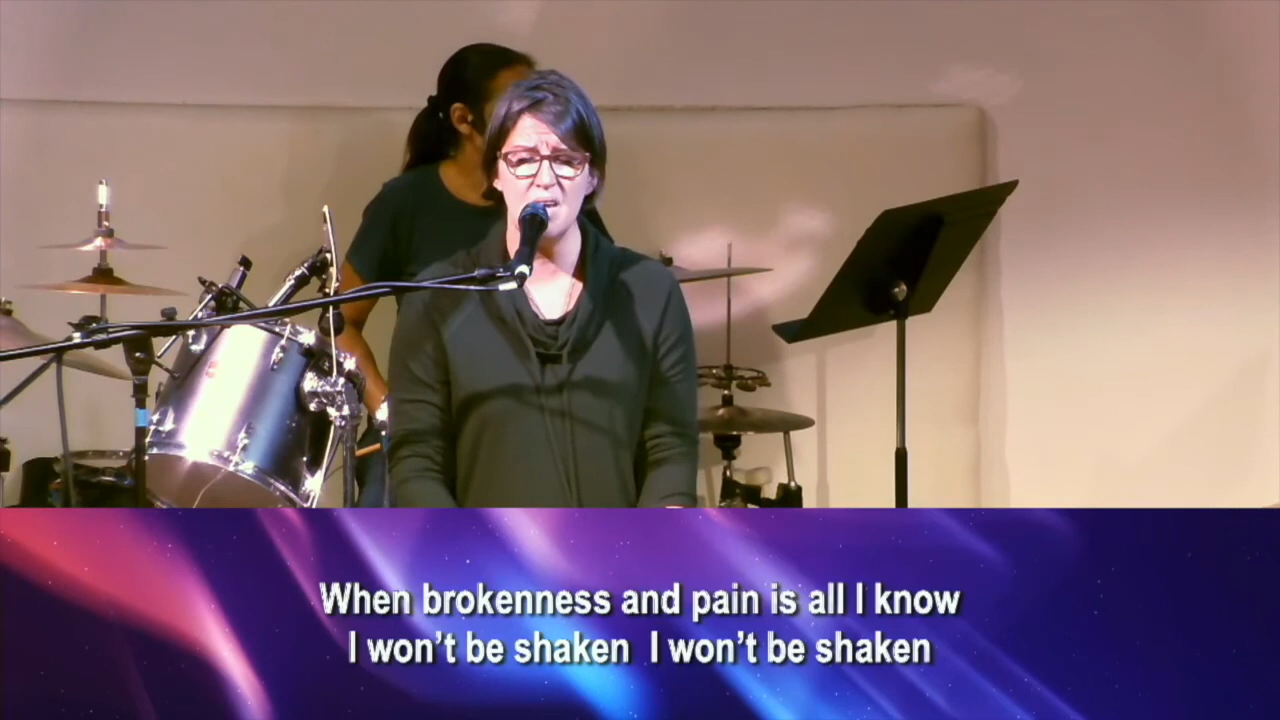 When brokenness and pain is all I know
I won't be shaken  I won't be shaken